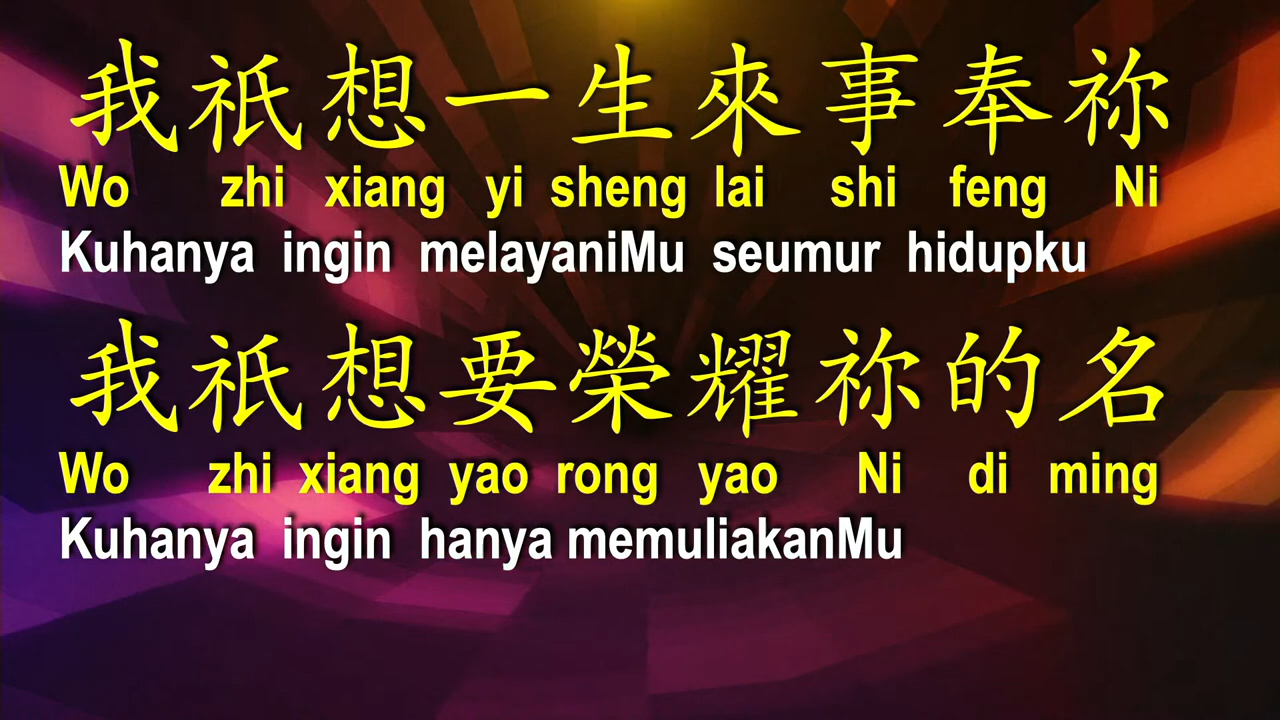 我祇想一生來事奉祢
Wo zhi xiang yi sheng lai shi feng Ni
Kuhanya ingin melayaniMu seumur hidupku
我祇想要榮耀祢的名
Wo zhi xiang yao rong yao Ni di ming
Kuhanya ingin hanya memuliakanMu